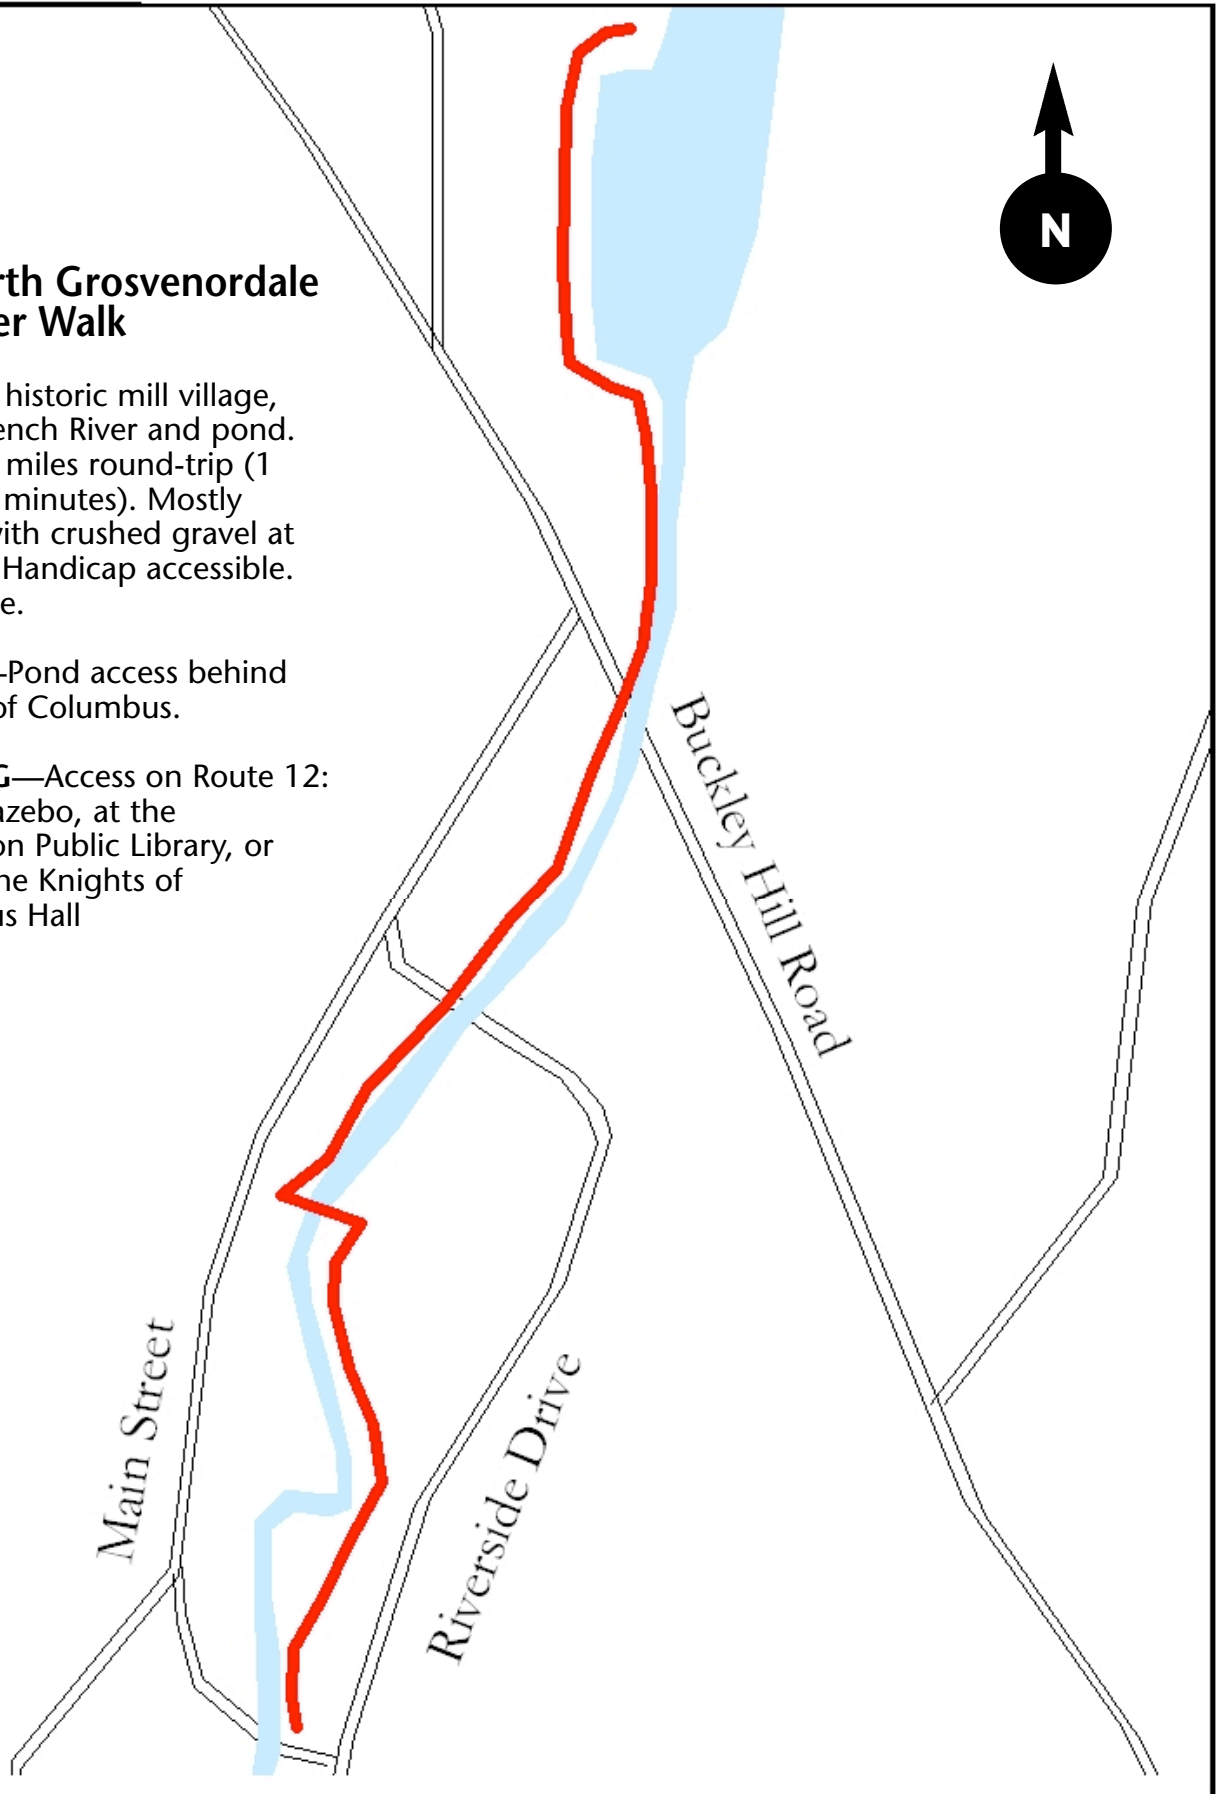 rth Grosvenordale
er Walk
historic mill village,
ench River and pond.
miles round-trip (1
minutes). Mostly
ith crushed gravel at
Handicap accessible.
e.
–Pond access behind
of Columbus.
G—Access on Route 12:
azebo, at the
on Public Library, or
he Knights of
us Hall
N
Buckley Hill Road
Main Street
Riverside Drive